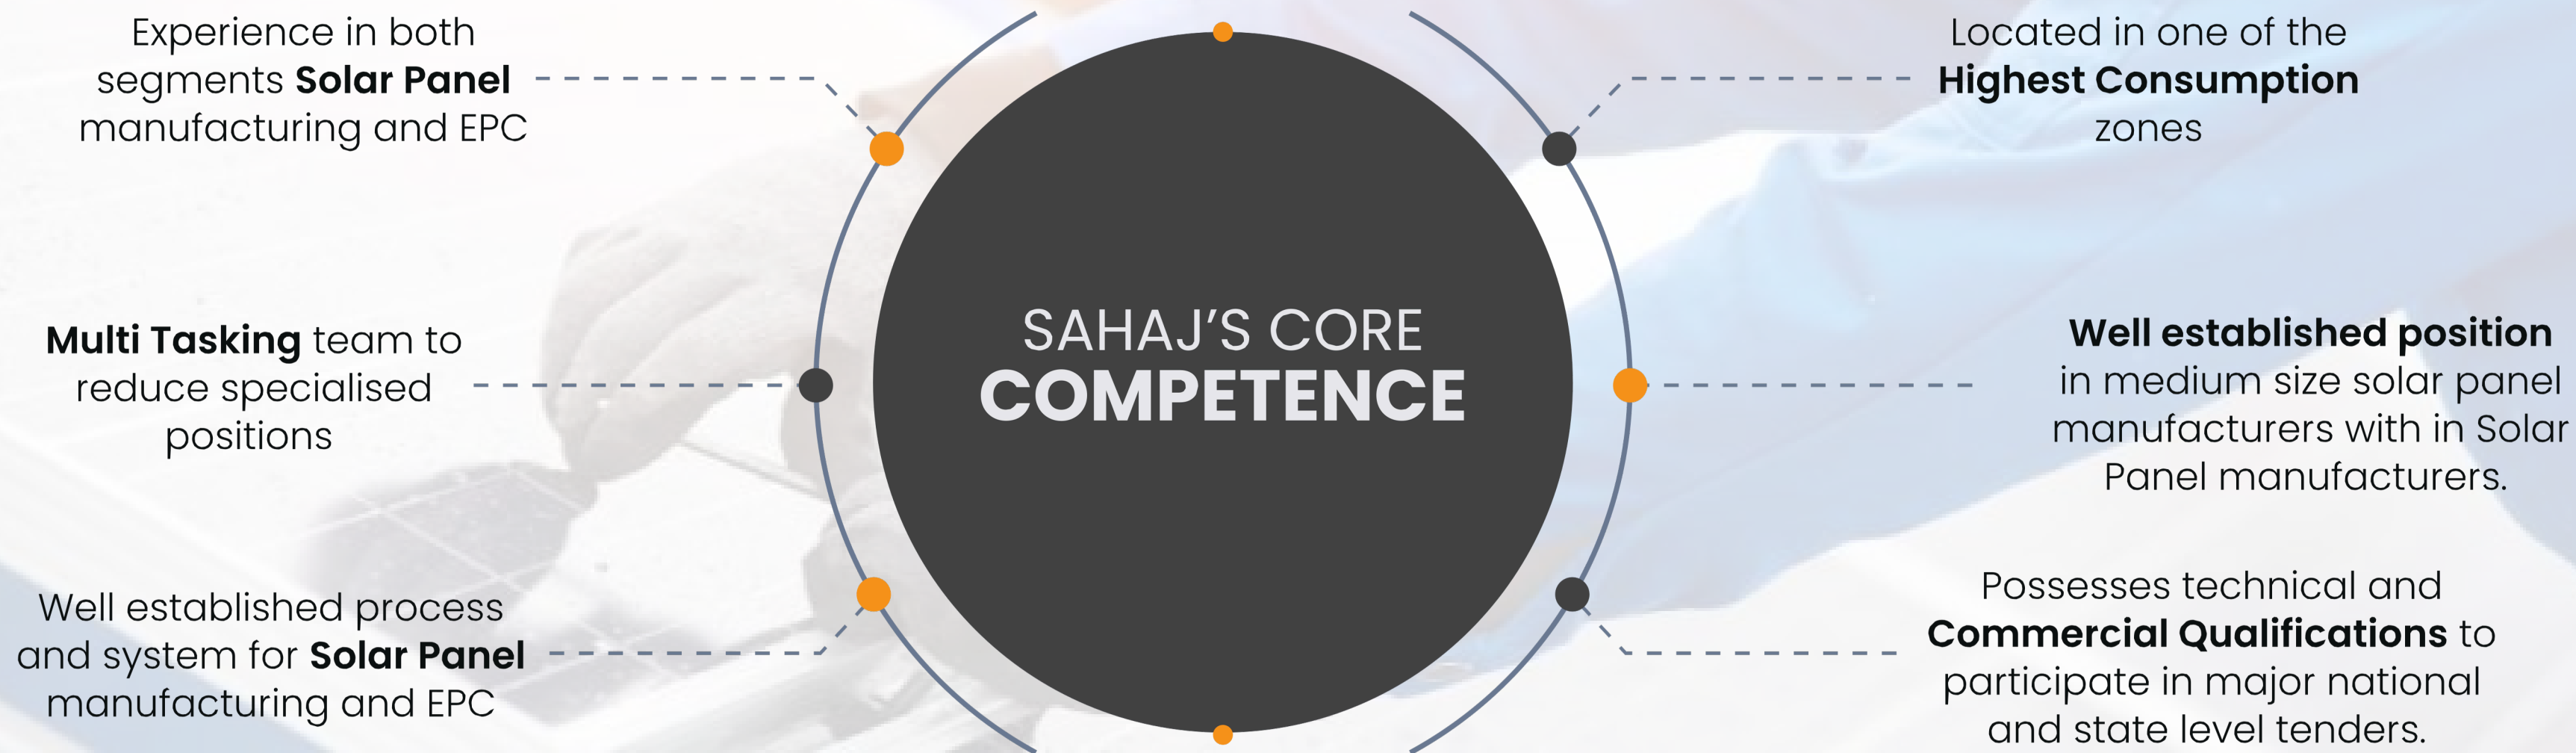 Experience in both
segments Solar Panel
manufacturing and EPC
Multi Tasking team to
reduce specialised
positions
Well established process
and system for Solar Panel
manufacturing and EPC
SAHAJ’S CORE
COMPETENCE
Located in one of the
Highest Consumption
zones
Well established position
in medium size solar panel
manufacturers with in Solar
Panel manufacturers.
Possesses technical and
Commercial Qualifications to
participate in major national
and state level tenders.